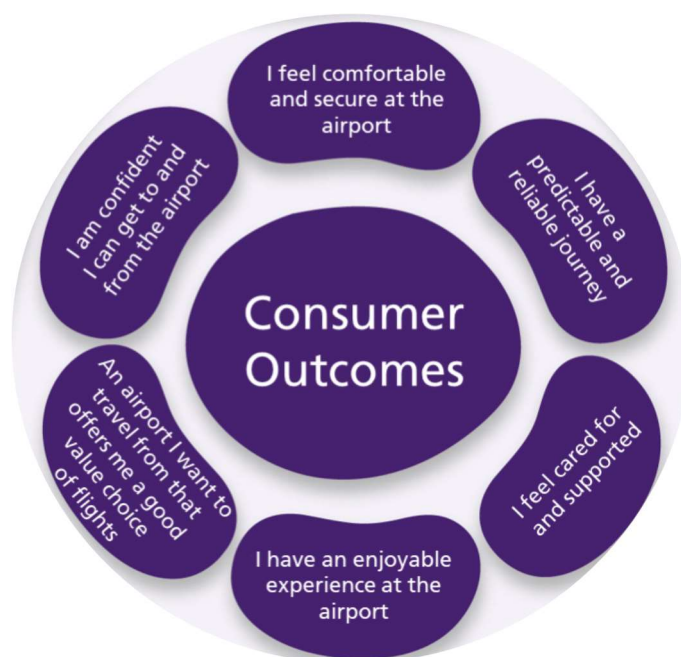 Consumer
Outcomes
I feel comfortable
and secure at the
airport
I have a
predictable and
reliable journey
I feel cared for
and supported
I have an enjoyable
experience at the
airport
An airport I want to
travel from that
offers me a good
value choice
of flights
I am confident
I can get to and
from the airport